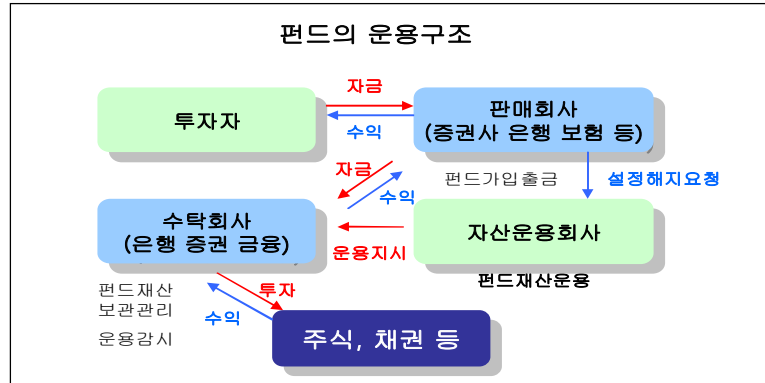 펀드의 운용구조
자금
투자자
판매회사
(증권사 은행 보험 등)
수익
자금
수익
펀드가입출금
설정해지요청
수탁회사
(은행 증권 금융)
자산운용회사
운용지시
펀드재산운용
펀드재산
보관관리
운용감시
투자
수익
주식, 채권 등